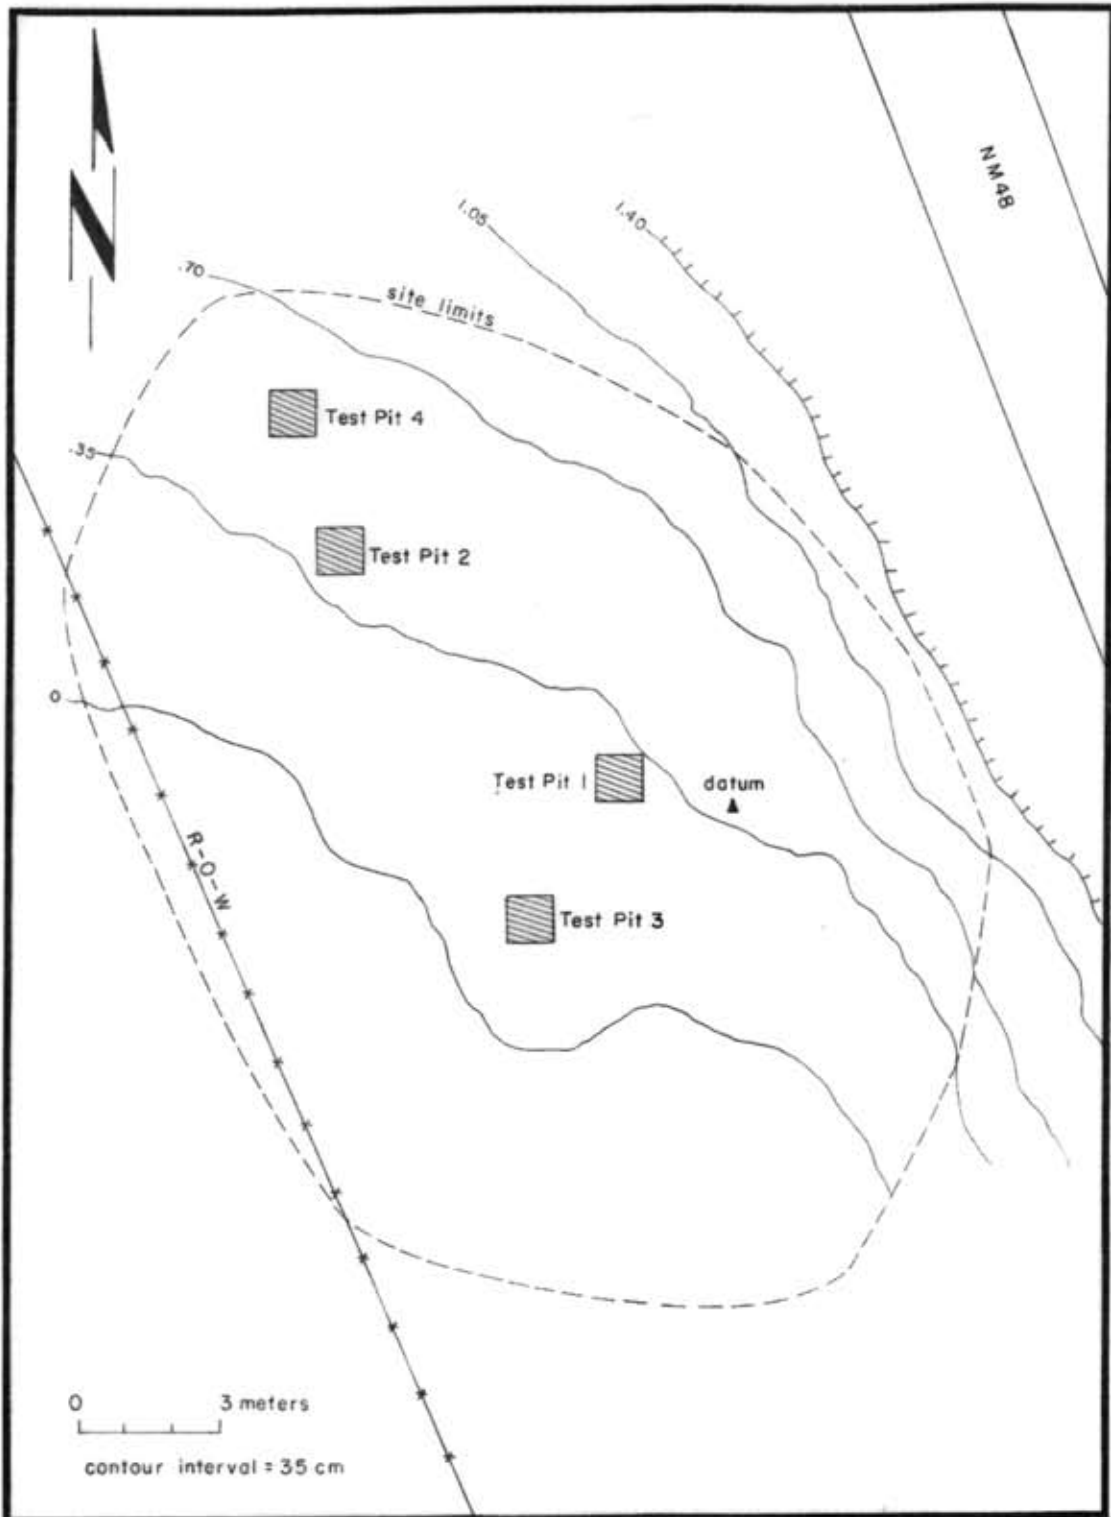 N
NM48
1.05
1.40
.70
site limits
Test Pit 4
.35
Test Pit 2
0
Test Pit 1
datum
R-O-W
Test Pit 3
0 3 meters
contour interval = 35 cm